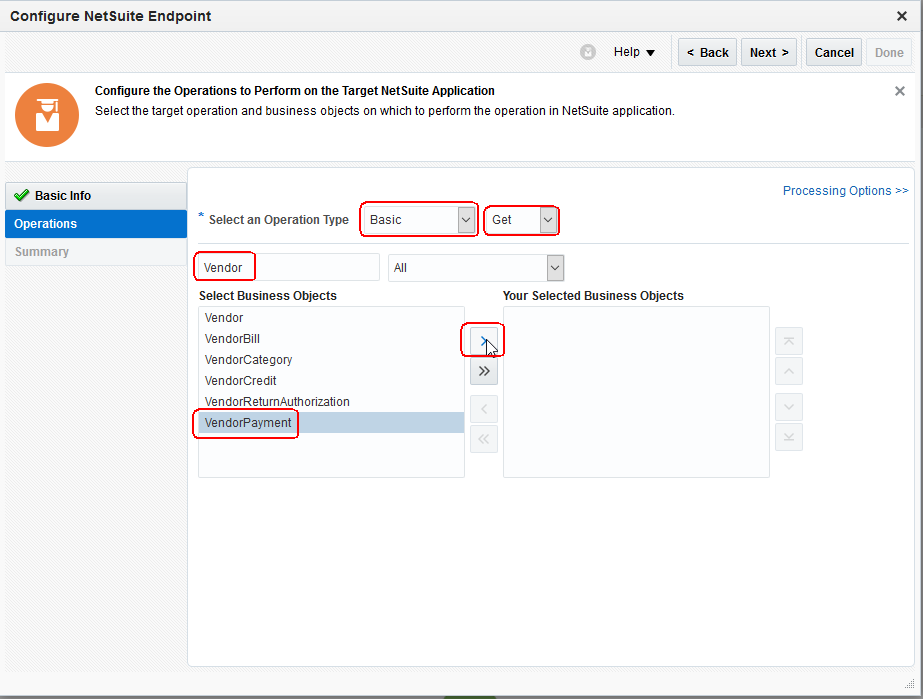 Configure NetSuite Endpoint
Help
< Back
Next >
Cancel
Done
Configure the Operations to Perform on the Target NetSuite Application
Select the target operation and business objects on which to perform the operation in NetSuite application.
Basic Info
Operations
Summary
Processing Options >>
* Select an Operation Type
Basic
Get
Vendor
All
Select Business Objects
Your Selected Business Objects
Vendor
VendorBill
VendorCategory
VendorCredit
VendorReturnAuthorization
VendorPayment